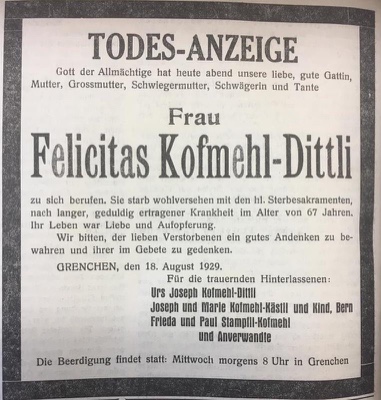 TODES-ANZEIGE
Gott der Allmächtige hat heute abend unsere liebe, gute Gattin,
Mutter, Grossmutter, Schwiegermutter, Schwägerin und Tante
Frau
Felicitas Kofmehl-Dittli
zu sich berufen. Sie starb wohlversehen mit den hl. Sterbesakramenten,
nach langer, geduldig ertragener Krankheit im Alter von 67 Jahren.
Ihr Leben war Liebe und Aufopferung.
Wir bitten, der lieben Verstorbenen ein gutes Andenken zu be-
wahren und ihrer im Gebete zu gedenken.
GRENCHEN, den 18. August 1929.
Für die trauernden Hinterlassenen:
Urs Joseph Kofmehl-Dittli
Joseph und Marie Kofmehl-Kästli und Kind, Bern
Frieda und Paul Stampfli-Kofmehl
und Anverwandte
Die Beerdigung findet statt: Mittwoch morgens 8 Uhr in Grenchen